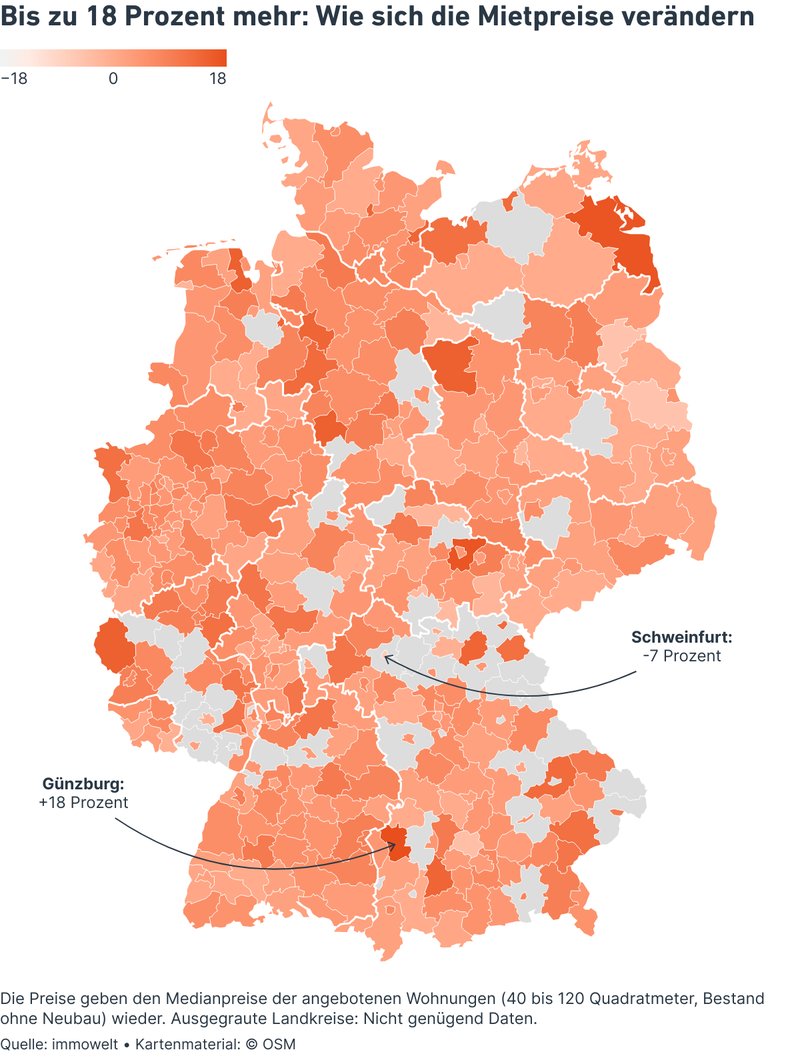 Bis zu 18 Prozent mehr: Wie sich die Mietpreise verändern
−18 0 18
Schweinfurt:
-7 Prozent
Günzburg:
+18 Prozent
Die Preise geben den Medianpreise der angebotenen Wohnungen (40 bis 120 Quadratmeter, Bestand
ohne Neubau) wieder. Ausgegraute Landkreise: Nicht genügend Daten.
Quelle: immowelt • Kartenmaterial: © OSM